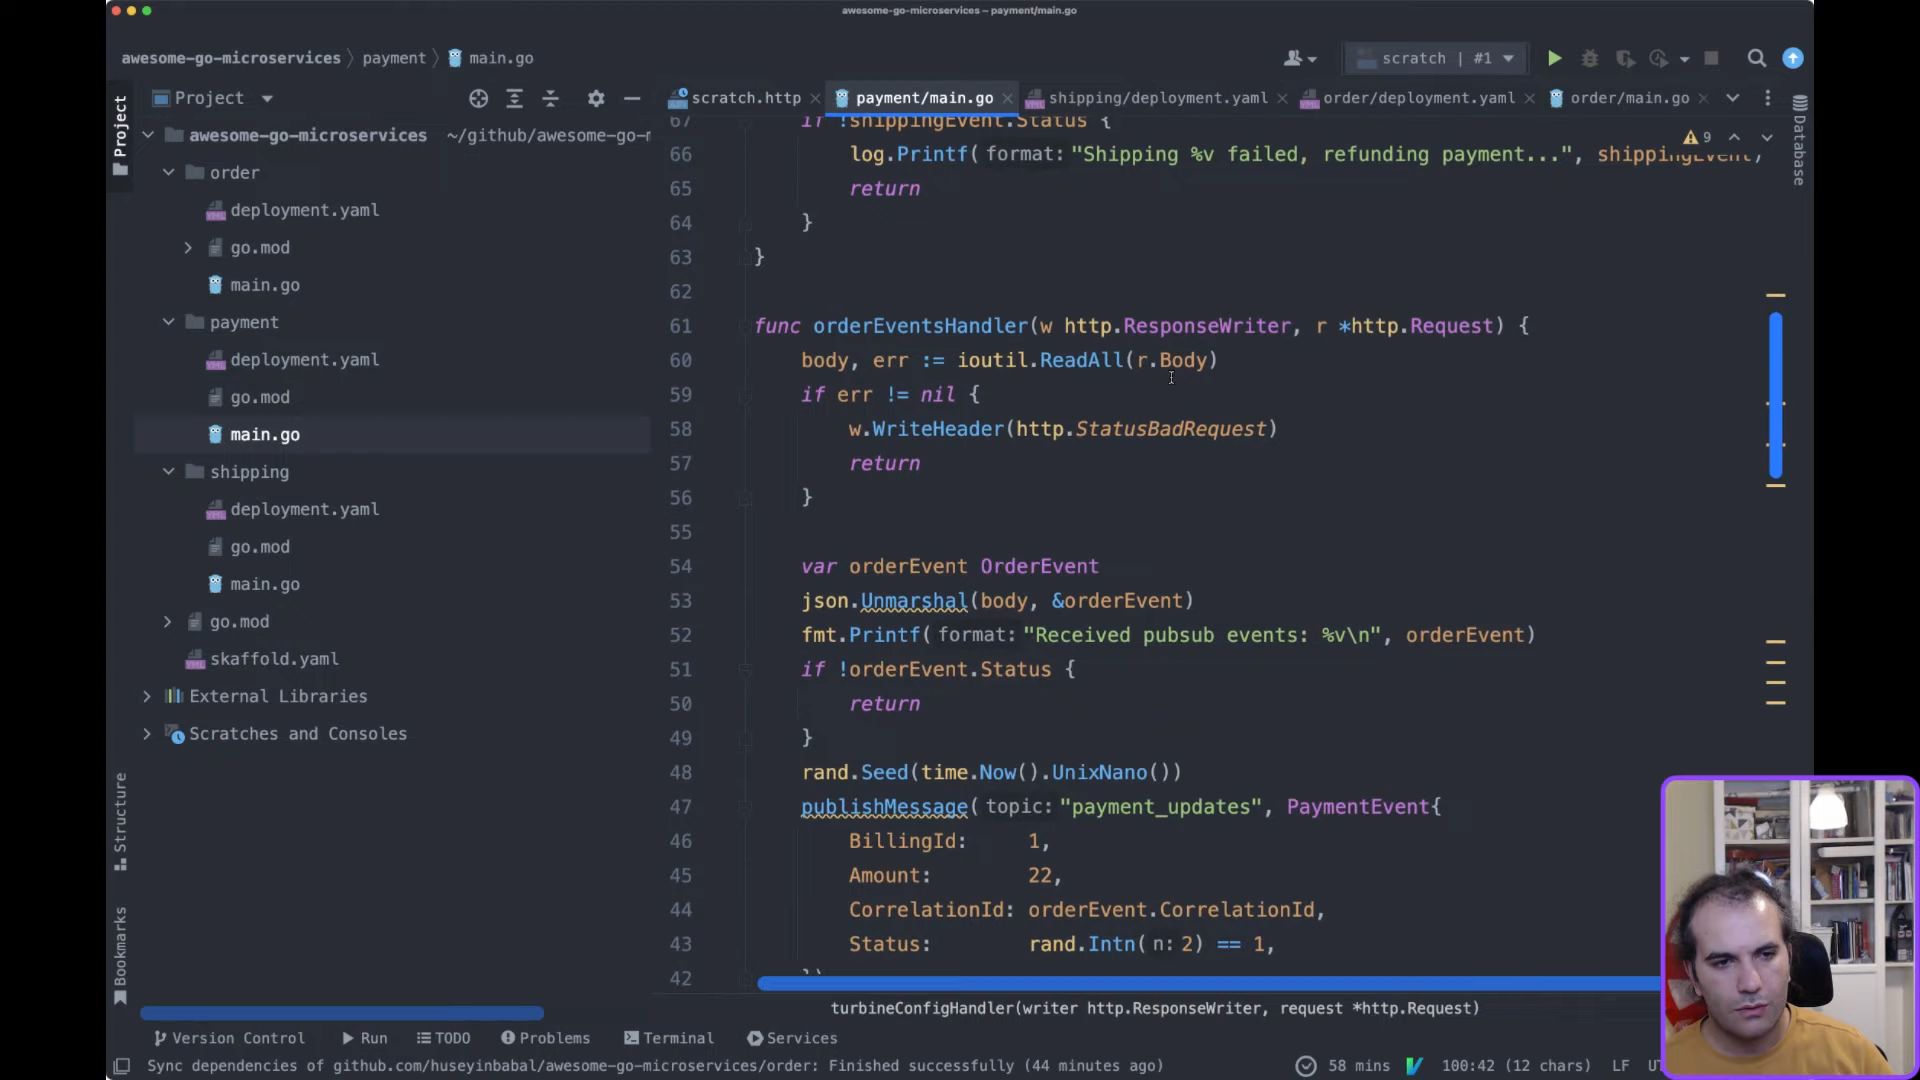 awesome-go-microservices – payment/main.go
awesome-go-microservices 〉 payment 〉 main.go
scratch | #1
Project
scratch.http
payment/main.go
shipping/deployment.yaml
order/deployment.yaml
order/main.go
Project
awesome-go-microservices ~/github/awesome-go-m
order
deployment.yaml
go.mod
main.go
payment
deployment.yaml
go.mod
main.go
shipping
deployment.yaml
go.mod
main.go
go.mod
skaffold.yaml
External Libraries
Scratches and Consoles
Structure
Bookmarks
Database
9
67 if !shippingEvent.Status {
66 log.Printf( format: "Shipping %v failed, refunding payment...", shippingEvent)
65 return
64 }
63 }
62
61 func orderEventsHandler(w http.ResponseWriter, r *http.Request) {
60 body, err := ioutil.ReadAll(r.Body)
59 if err != nil {
58 w.WriteHeader(http.StatusBadRequest)
57 return
56 }
55
54 var orderEvent OrderEvent
53 json.Unmarshal(body, &orderEvent)
52 fmt.Printf( format: "Received pubsub events: %v\n", orderEvent)
51 if !orderEvent.Status {
50 return
49 }
48 rand.Seed(time.Now().UnixNano())
47 publishMessage( topic: "payment_updates", PaymentEvent{
46 BillingId: 1,
45 Amount: 22,
44 CorrelationId: orderEvent.CorrelationId,
43 Status: rand.Intn( n: 2) == 1,
42 })
turbineConfigHandler(writer http.ResponseWriter, request *http.Request)
Version Control Run TODO Problems Terminal Services
Sync dependencies of github.com/huseyinbabal/awesome-go-microservices/order: Finished successfully (44 minutes ago) 58 mins 100:42 (12 chars) LF